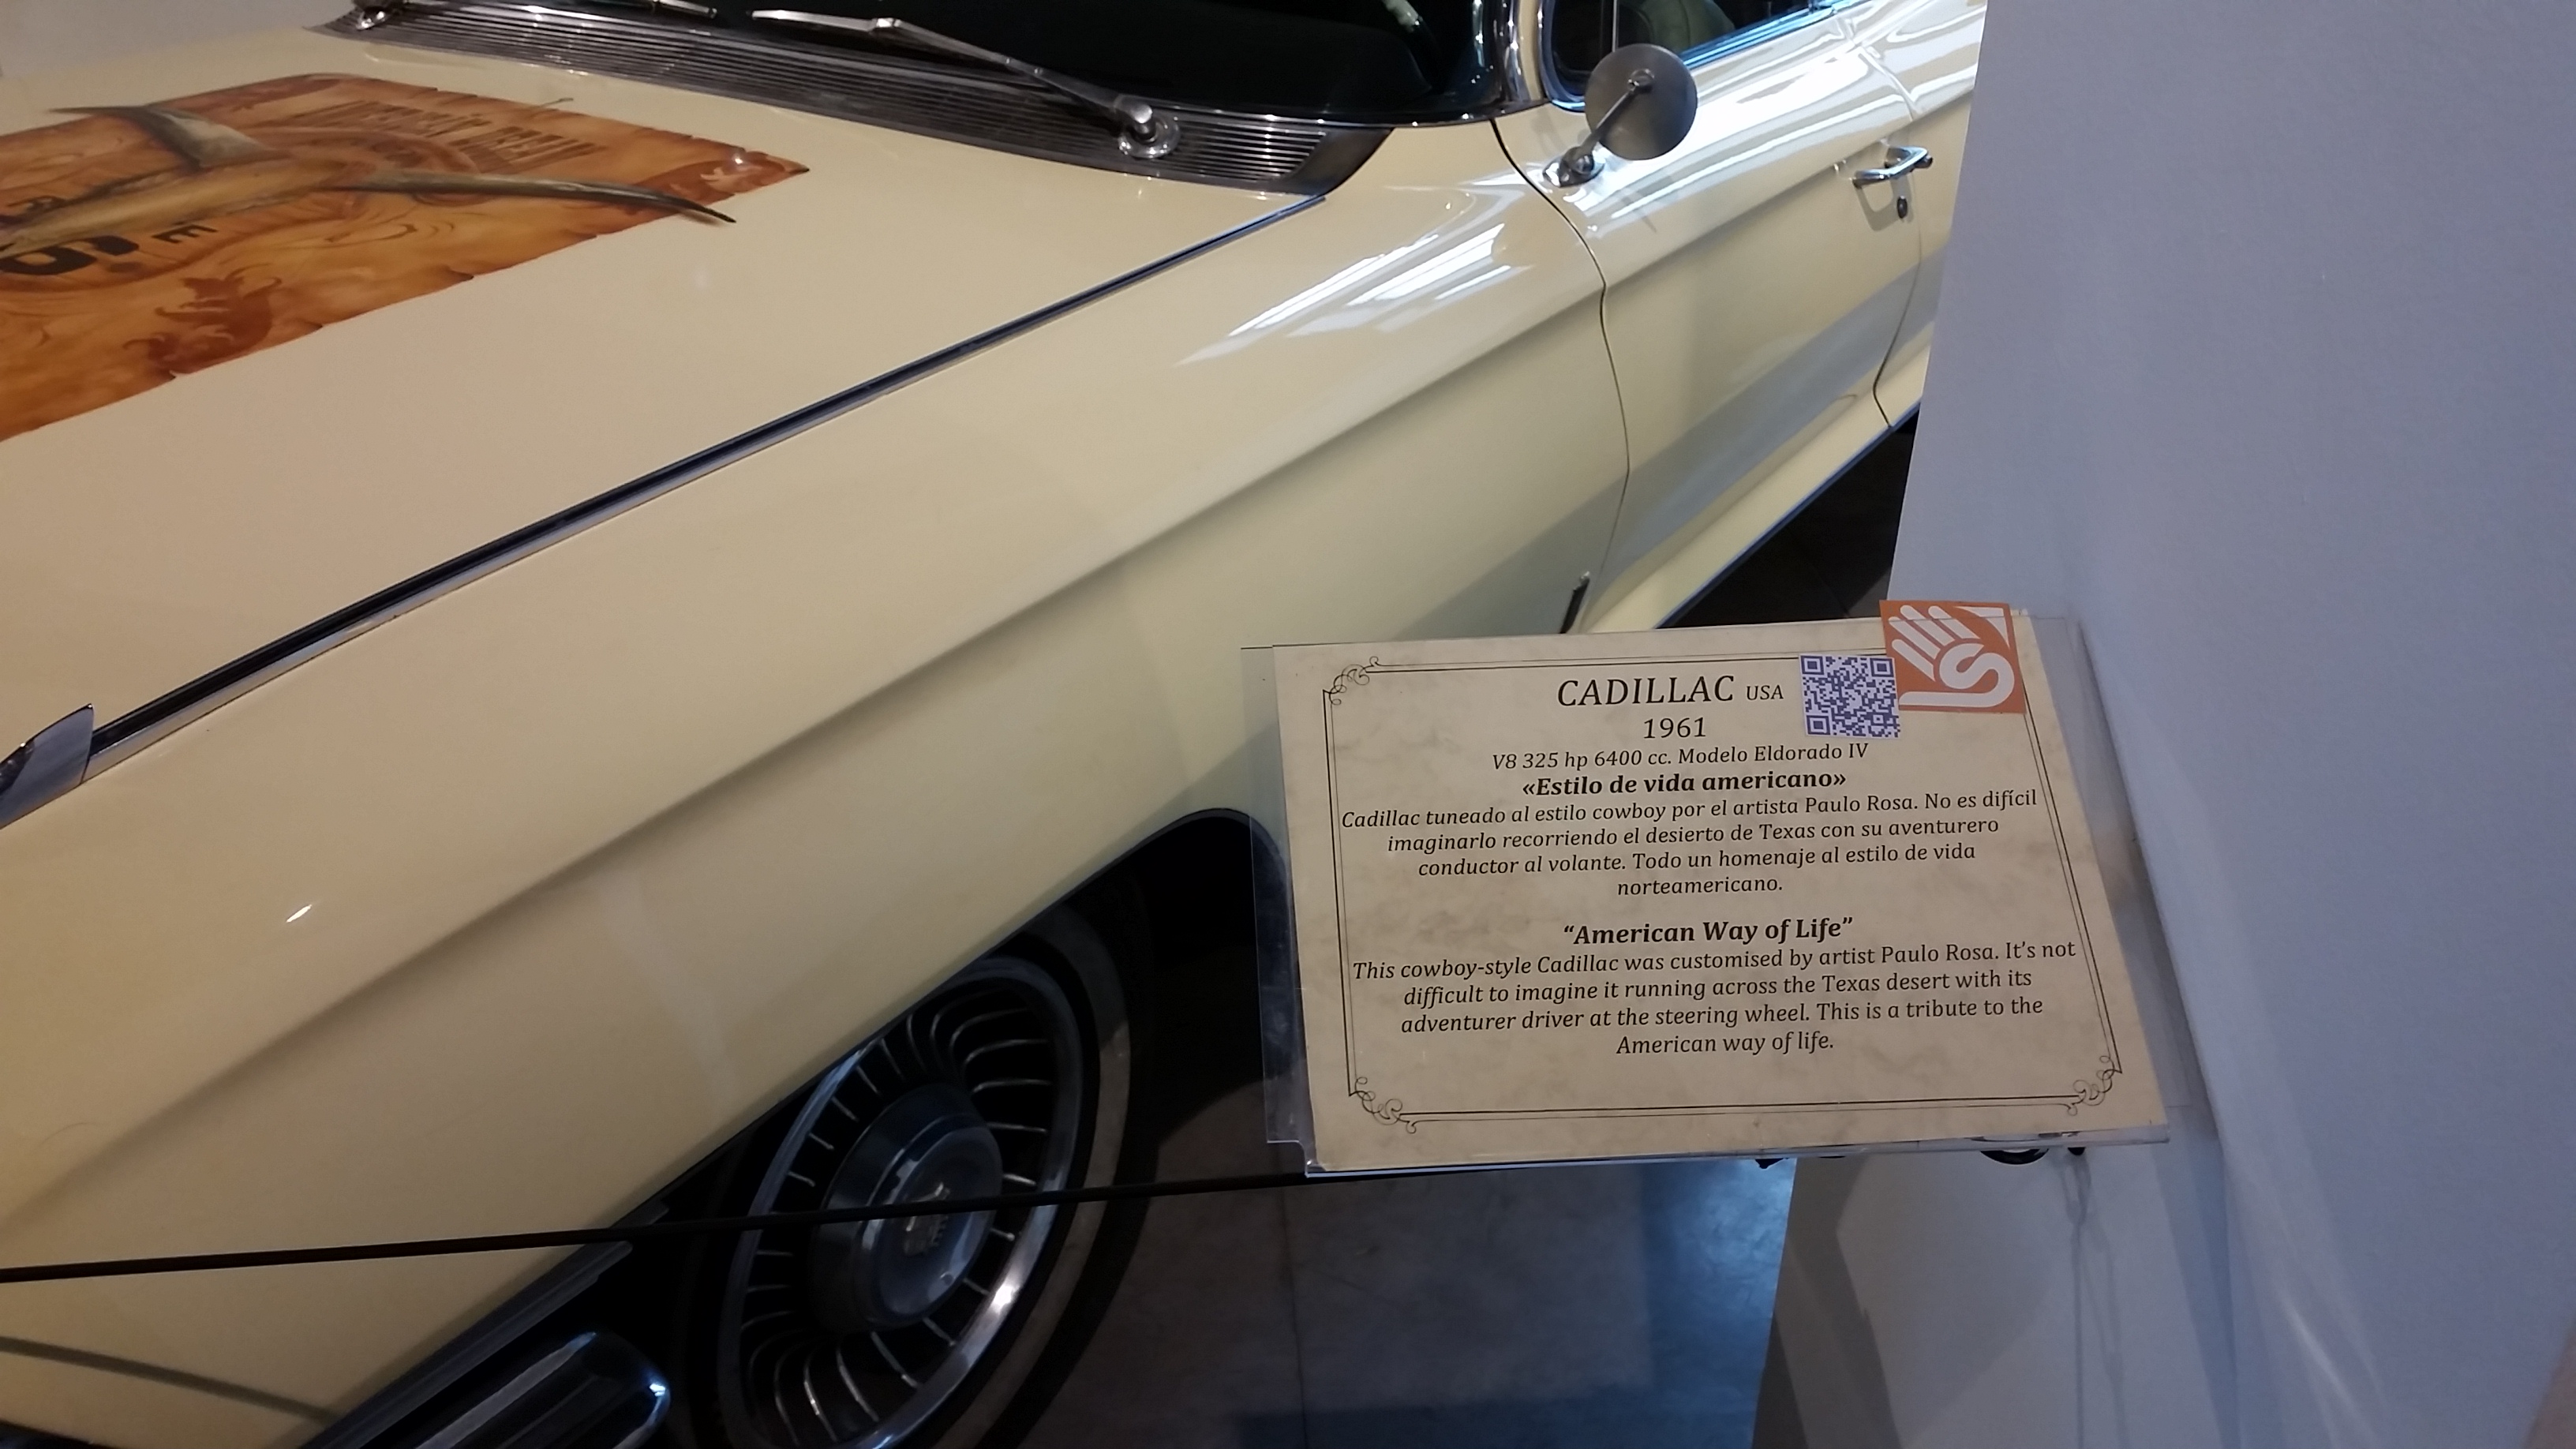 CADILLAC USA
1961
V8 325 hp 6400 cc. Modelo Eldorado IV
«Estilo de vida americano»
Cadillac tuneado al estilo cowboy por el artista Paulo Rosa. No es difícil
imaginarlo recorriendo el desierto de Texas con su aventurero
conductor al volante. Todo un homenaje al estilo de vida
norteamericano.
“American Way of Life”
This cowboy-style Cadillac was customised by artist Paulo Rosa. It’s not
difficult to imagine it running across the Texas desert with its
adventurer driver at the steering wheel. This is a tribute to the
American way of life.